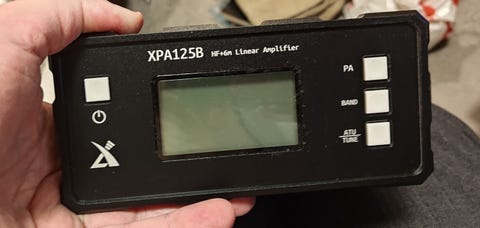 XPA125B HF+6m Linear Amplifier
PA
BAND
ATU
TUNE